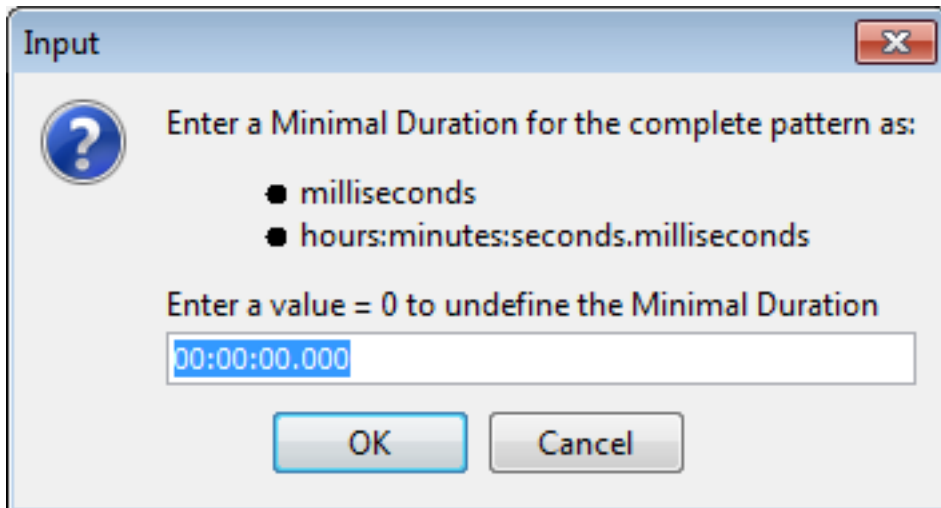 Input
Enter a Minimal Duration for the complete pattern as:
● milliseconds
● hours:minutes:seconds.milliseconds
Enter a value = 0 to undefine the Minimal Duration
00:00:00.000
OK Cancel